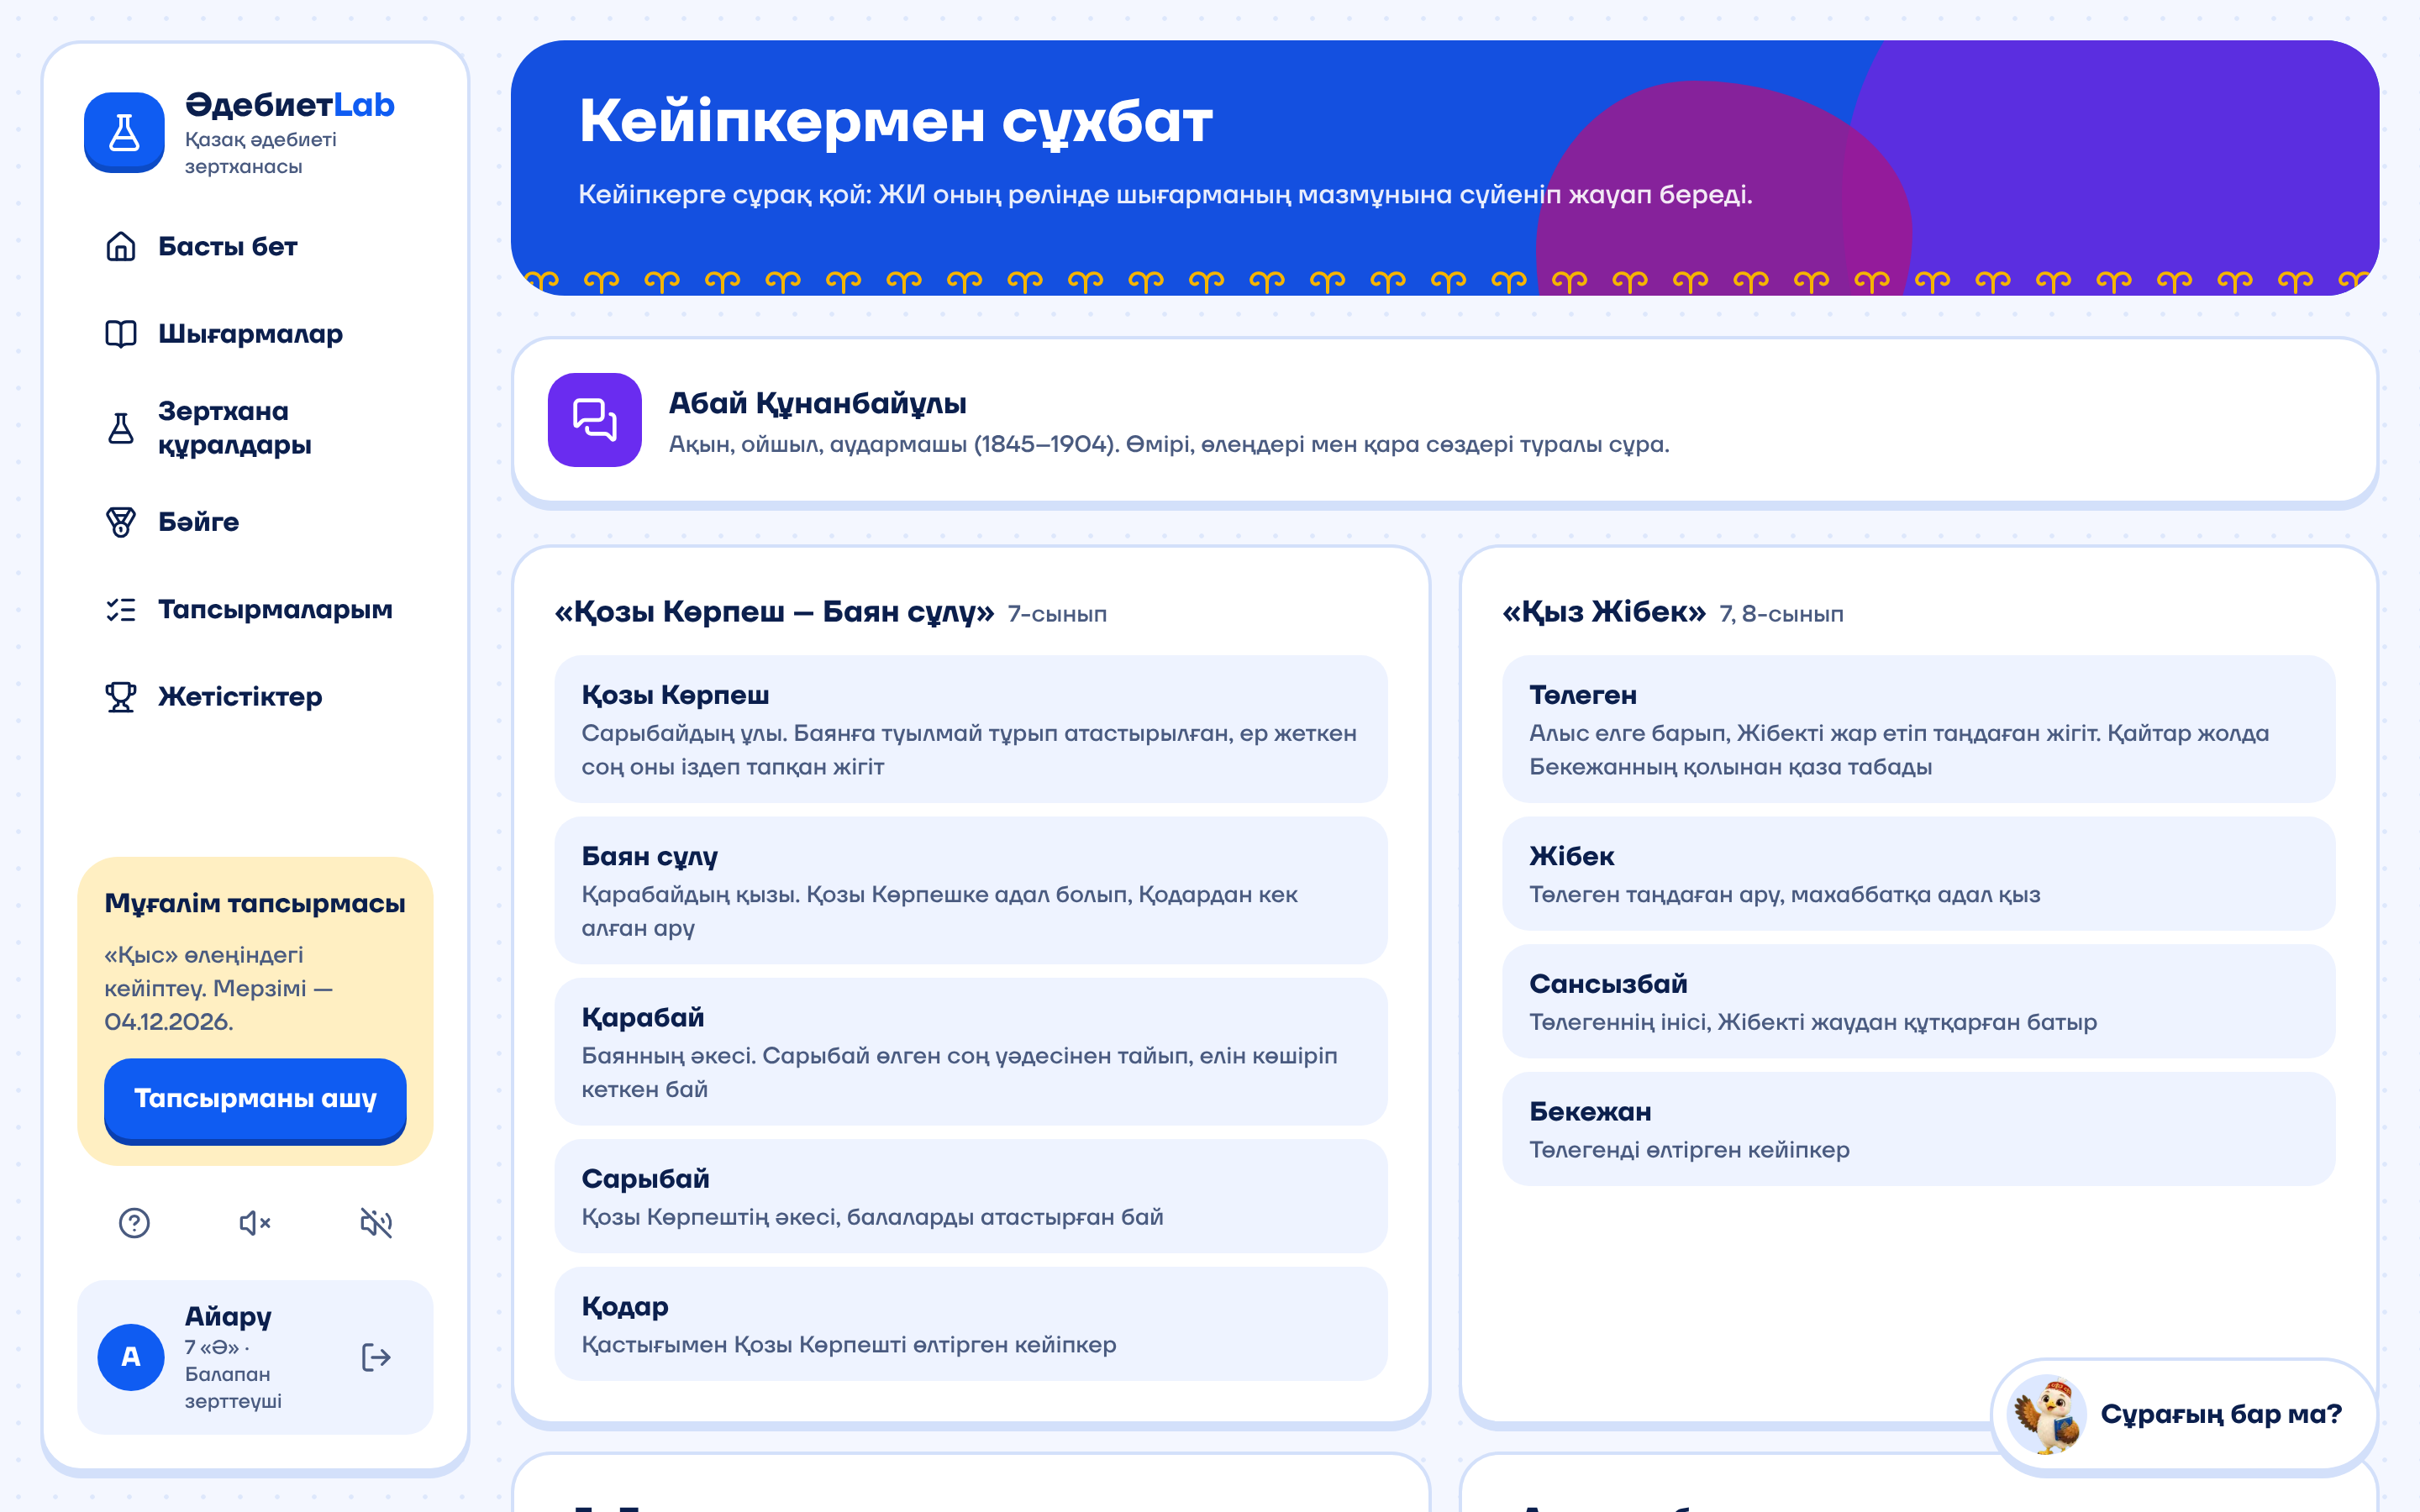 ӘдебиетLab
Қазақ әдебиеті
зертханасы
Басты бет
Шығармалар
Зертхана
құралдары
Бәйге
Тапсырмаларым
Жетістіктер
Мұғалім тапсырмасы
«Қыс» өлеңіндегі
кейіптеу. Мерзімі —
04.12.2026.
Тапсырманы ашу
А
Айару
7 «Ә» ·
Балапан
зерттеуші
Кейіпкермен сұхбат
Кейіпкерге сұрақ қой: ЖИ оның рөлінде шығарманың мазмұнына сүйеніп жауап береді.
Абай Құнанбайұлы
Ақын, ойшыл, аудармашы (1845–1904). Өмірі, өлеңдері мен қара сөздері туралы сұра.
«Қозы Көрпеш – Баян сұлу» 7-сынып
Қозы Көрпеш
Сарыбайдың ұлы. Баянға туылмай тұрып атастырылған, ер жеткен
соң оны іздеп тапқан жігіт
Баян сұлу
Қарабайдың қызы. Қозы Көрпешке адал болып, Қодардан кек
алған ару
Қарабай
Баянның әкесі. Сарыбай өлген соң уәдесінен тайып, елін көшіріп
кеткен бай
Сарыбай
Қозы Көрпештің әкесі, балаларды атастырған бай
Қодар
Қастығымен Қозы Көрпешті өлтірген кейіпкер
«Қыз Жібек» 7, 8-сынып
Төлеген
Алыс елге барып, Жібекті жар етіп таңдаған жігіт. Қайтар жолда
Бекежанның қолынан қаза табады
Жібек
Төлеген таңдаған ару, махаббатқа адал қыз
Сансызбай
Төлегеннің інісі, Жібекті жаудан құтқарған батыр
Бекежан
Төлегенді өлтірген кейіпкер
Сұрағың бар ма?